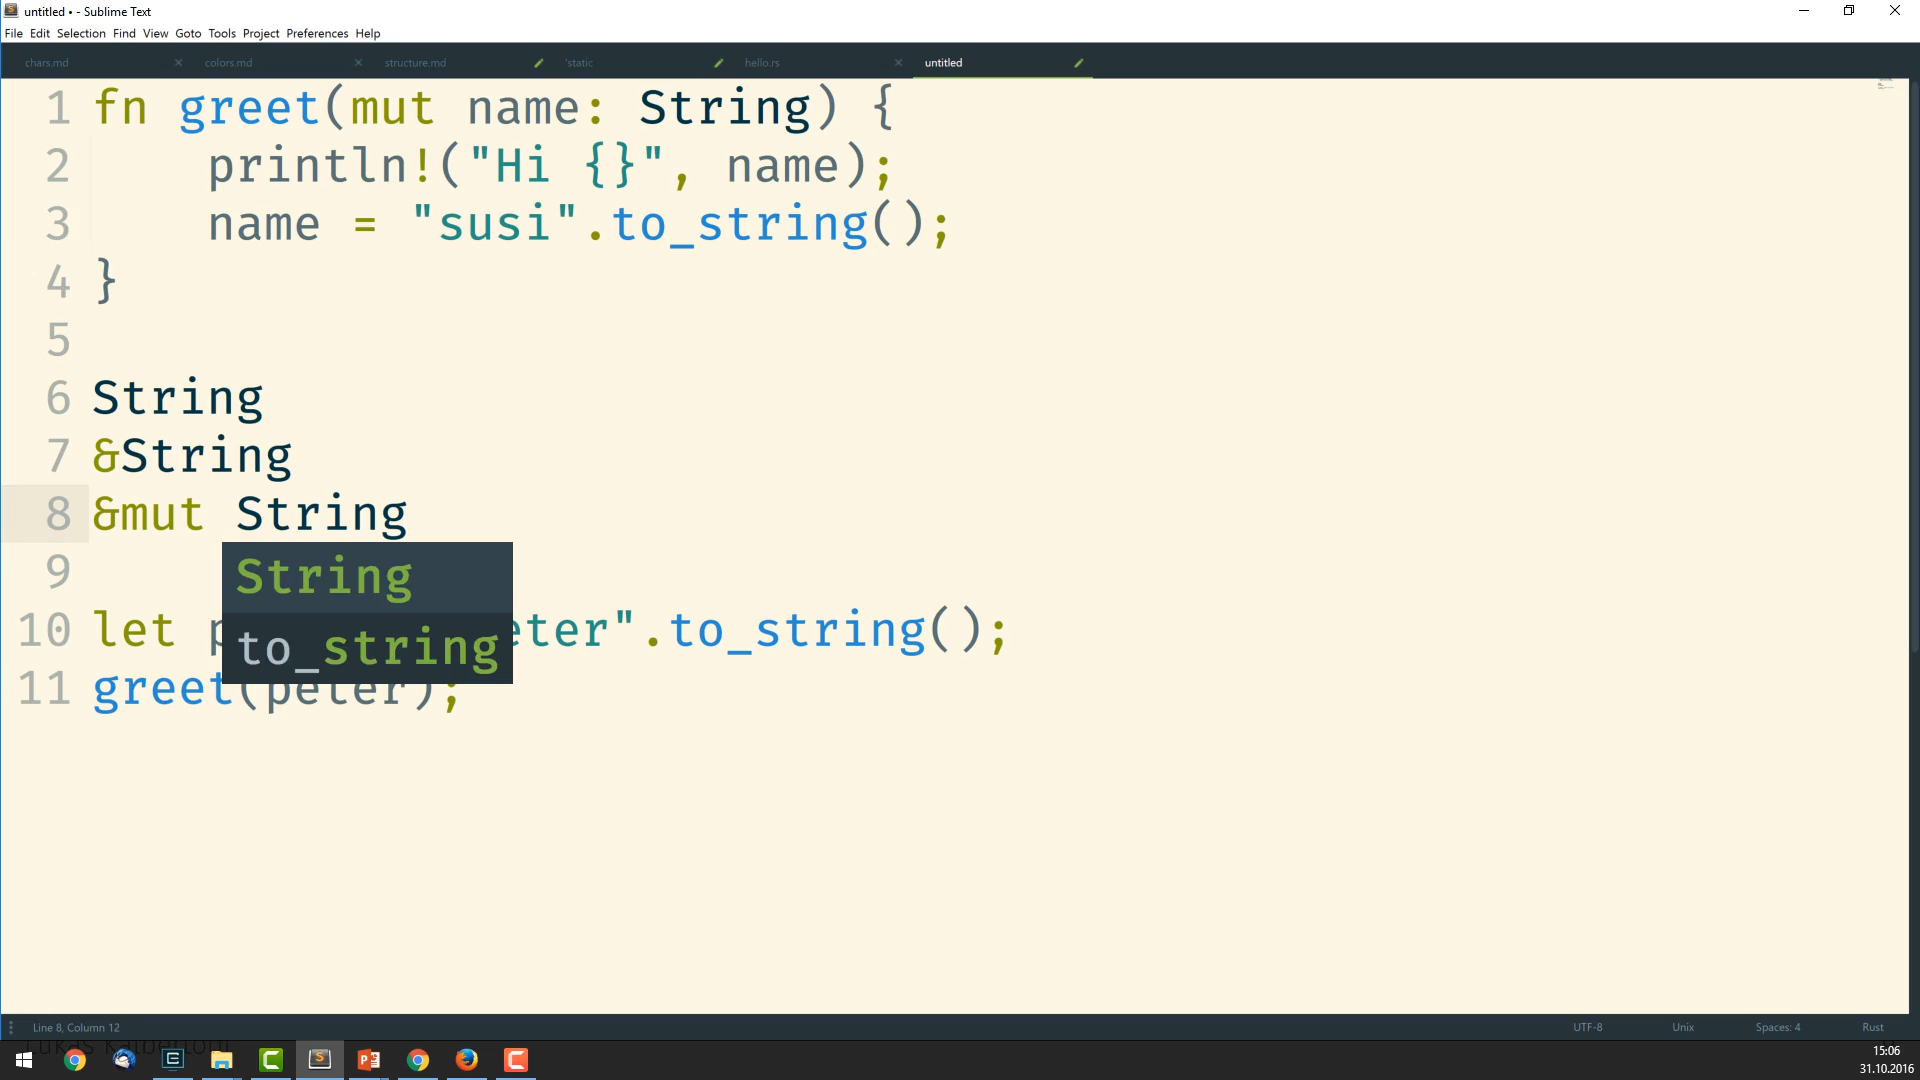 untitled • - Sublime Text
File Edit Selection Find View Goto Tools Project Preferences Help
chars.md colors.md structure.md 'static hello.rs untitled
1 fn greet(mut name: String) {
2 println!("Hi {}", name);
3 name = "susi".to_string();
4 }
5
6 String
7 &String
8 &mut String
String
9
10 let p eter".to_string();
to_string
11 greet(peter);
Line 8, Column 12 UTF-8 Unix Spaces: 4 Rust
15:06
31.10.2016